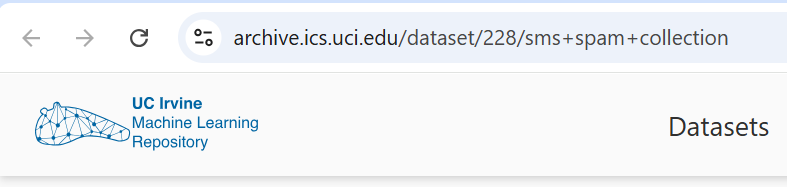 archive.ics.uci.edu/dataset/228/sms+spam+collection
UC Irvine
Machine Learning
Repository
Datasets